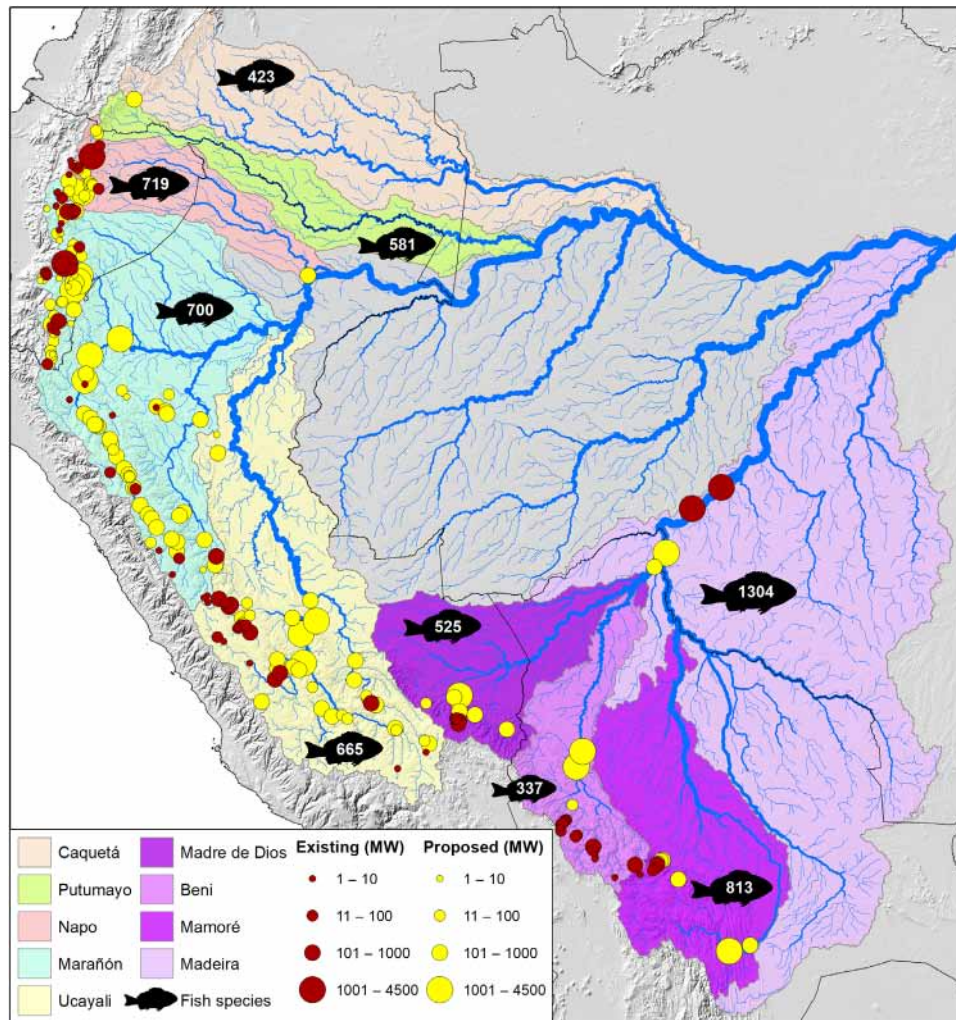 423
719
581
700
1304
525
665
337
813
Caquetá
Putumayo
Napo
Marañón
Ucayali
Madre de Dios
Beni
Mamoré
Madeira
Fish species
Existing (MW)
1 – 10
11 – 100
101 – 1000
1001 – 4500
Proposed (MW)
1 – 10
11 – 100
101 – 1000
1001 – 4500